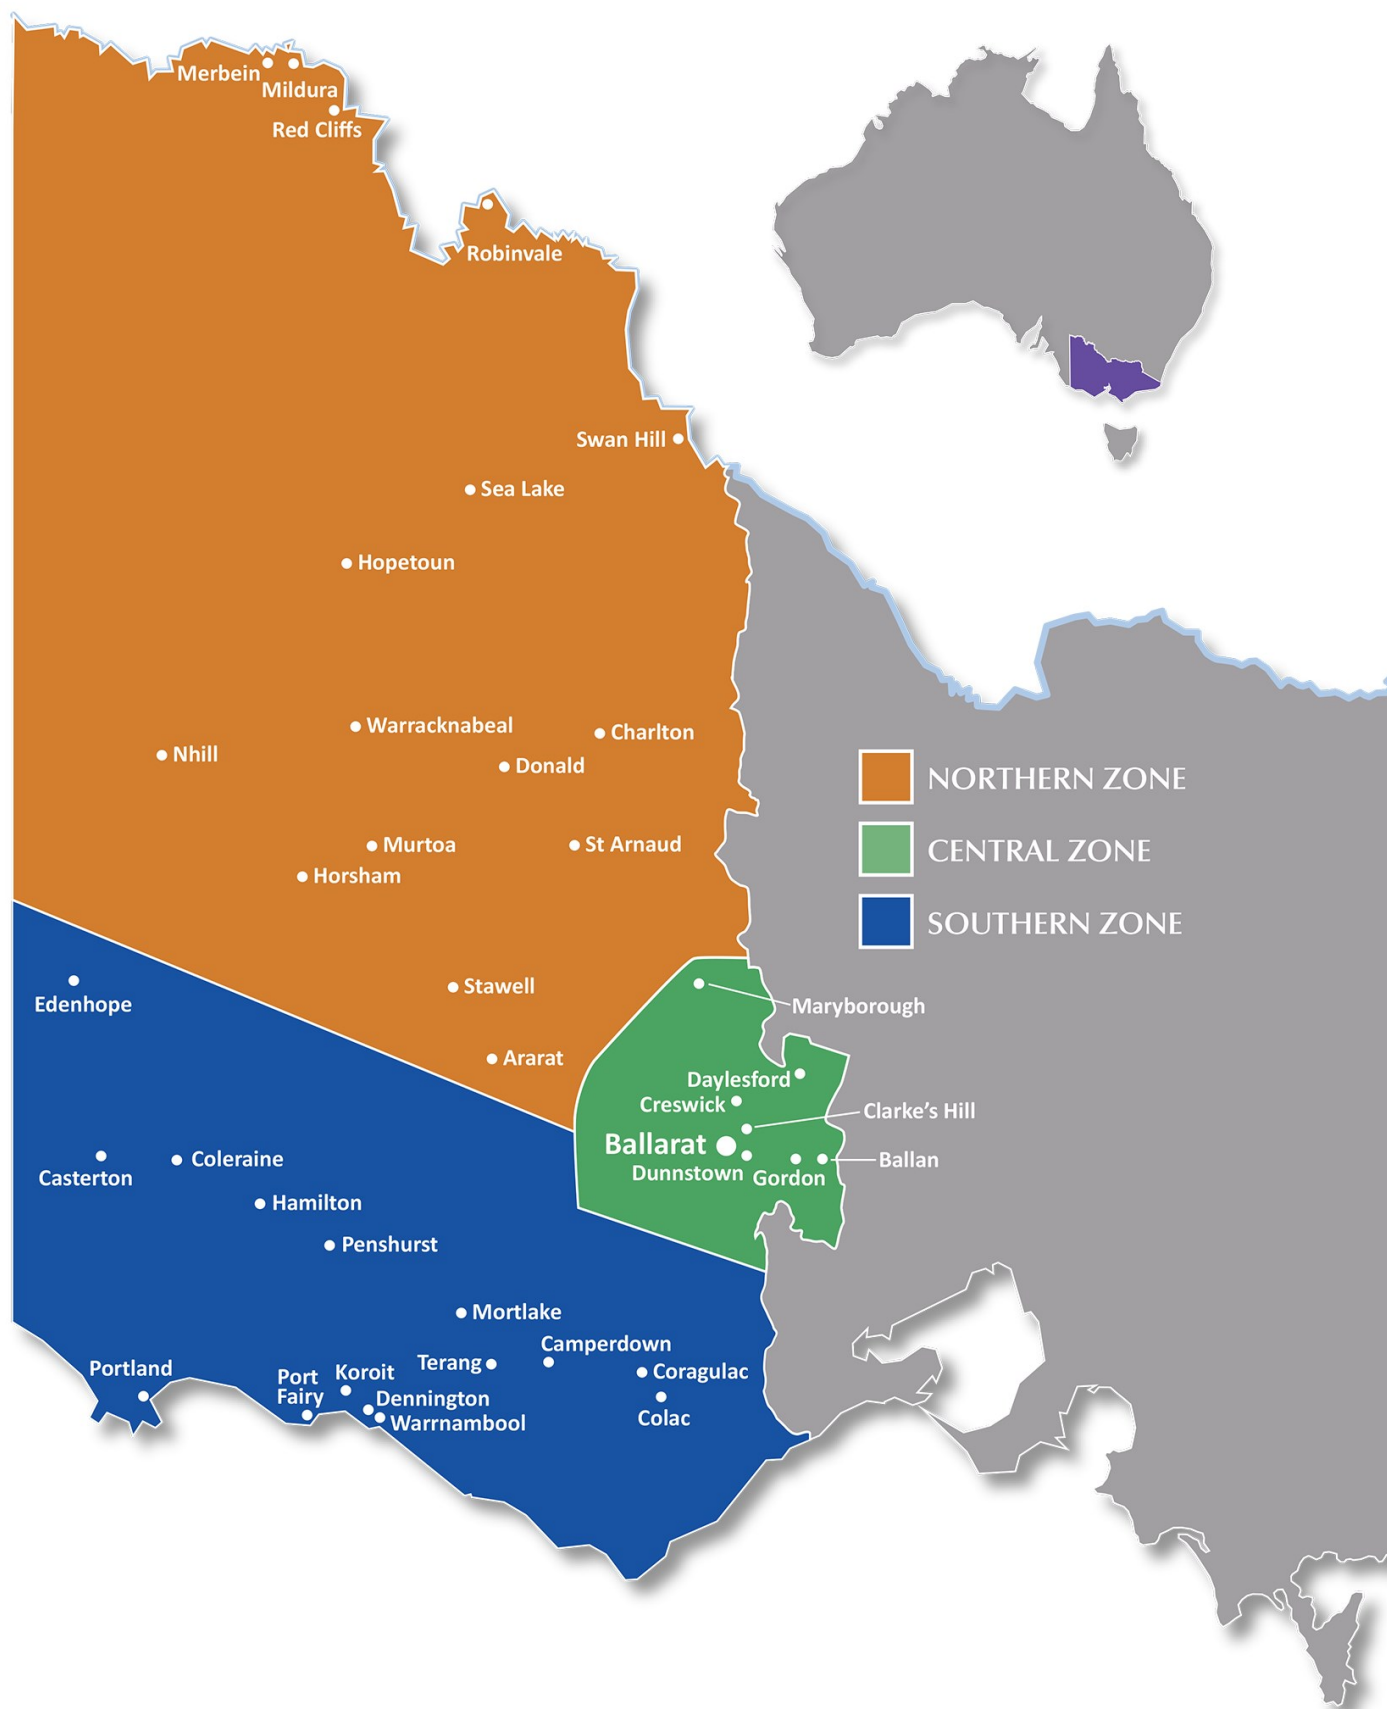 Merbein
Mildura
Red Cliffs
Robinvale
Swan Hill
Sea Lake
Hopetoun
Warracknabeal
Charlton
Nhill
Donald
NORTHERN ZONE
Murtoa
St Arnaud
CENTRAL ZONE
Horsham
SOUTHERN ZONE
Stawell
Edenhope
Maryborough
Ararat
Daylesford
Creswick
Clarke’s Hill
Ballarat
Dunnstown
Gordon
Ballan
Casterton
Coleraine
Hamilton
Penshurst
Mortlake
Camperdown
Terang
Coragulac
Portland
Port
Fairy
Koroit
Dennington
Warrnambool
Colac